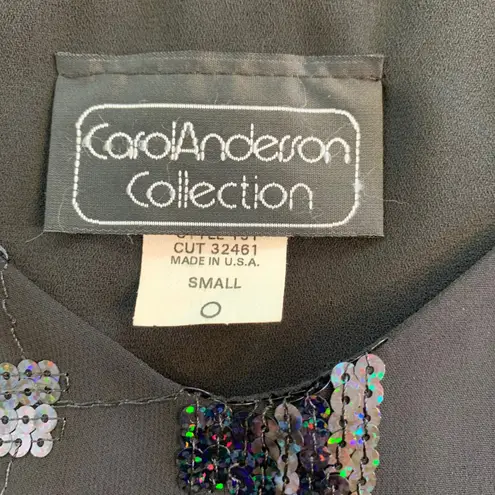 CarolAnderson
Collection
CUT 32461
MADE IN U.S.A.
SMALL